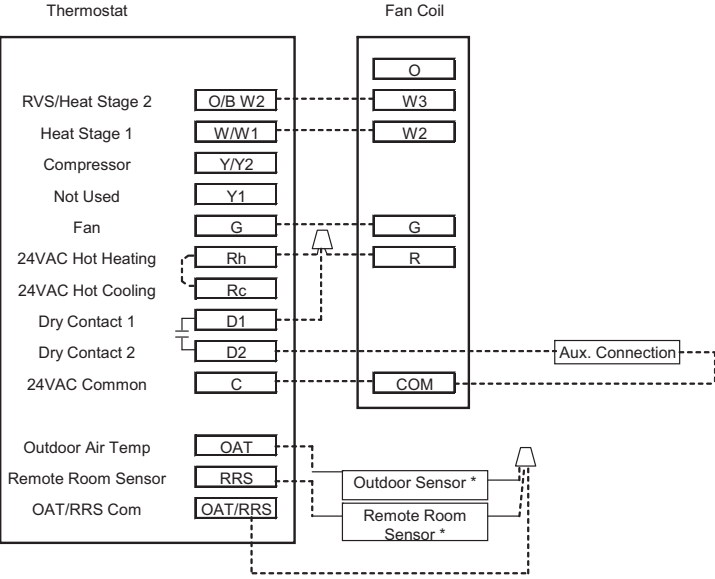 Thermostat Fan Coil
O
RVS/Heat Stage 2 O/B W2 W3
Heat Stage 1 W/W1 W2
Compressor Y/Y2
Not Used Y1
Fan G G
24VAC Hot Heating Rh R
24VAC Hot Cooling Rc
Dry Contact 1 D1
Dry Contact 2 D2 Aux. Connection
24VAC Common C COM
Outdoor Air Temp OAT
Remote Room Sensor RRS Outdoor Sensor *
OAT/RRS Com OAT/RRS Remote Room
Sensor *